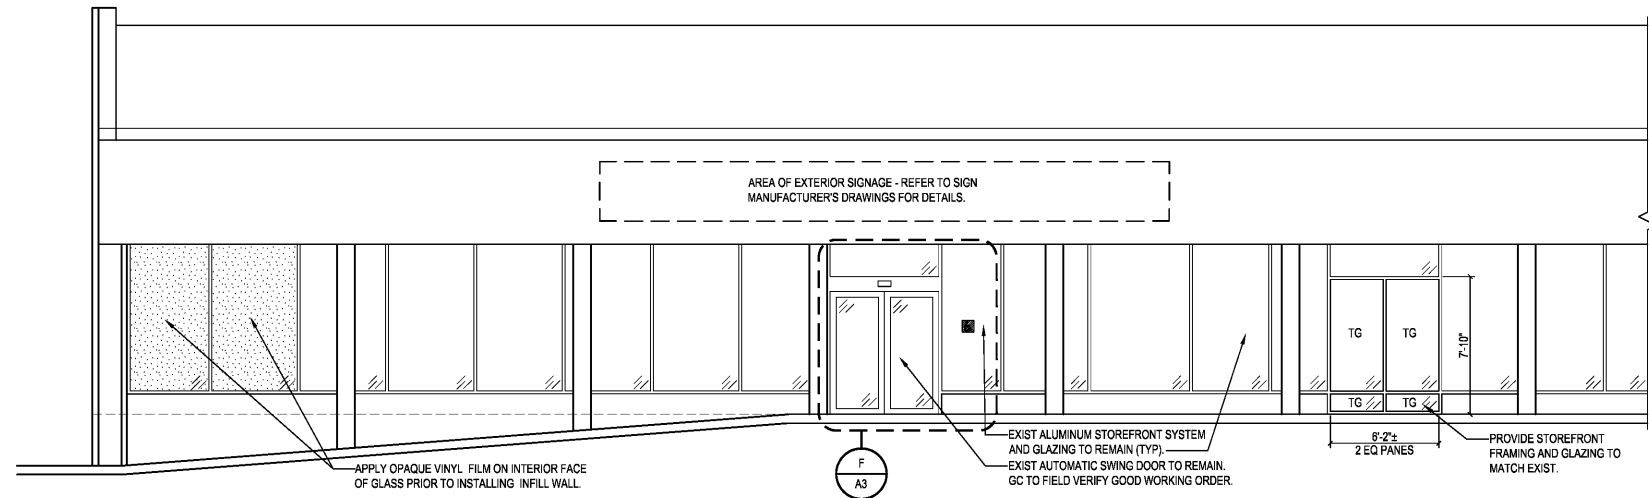 AREA OF EXTERIOR SIGNAGE - REFER TO SIGN
MANUFACTURER'S DRAWINGS FOR DETAILS.
TG
TG
7'-10"
TG
TG
6'-2"±
2 EQ PANES
EXIST ALUMINUM STOREFRONT SYSTEM
AND GLAZING TO REMAIN (TYP).
EXIST AUTOMATIC SWING DOOR TO REMAIN.
GC TO FIELD VERIFY GOOD WORKING ORDER.
PROVIDE STOREFRONT
FRAMING AND GLAZING TO
MATCH EXIST.
APPLY OPAQUE VINYL FILM ON INTERIOR FACE
OF GLASS PRIOR TO INSTALLING INFILL WALL.
F
A3